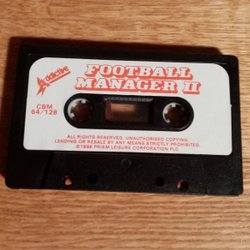 Addictive
FOOTBALL
MANAGER II
CBM
64/128
ALL RIGHTS RESERVED. UNAUTHORISED COPYING,
LENDING OR RESALE BY ANY MEANS STRICTLY PROHIBITED.
©1988 PRISM LEISURE CORPORATION PLC.